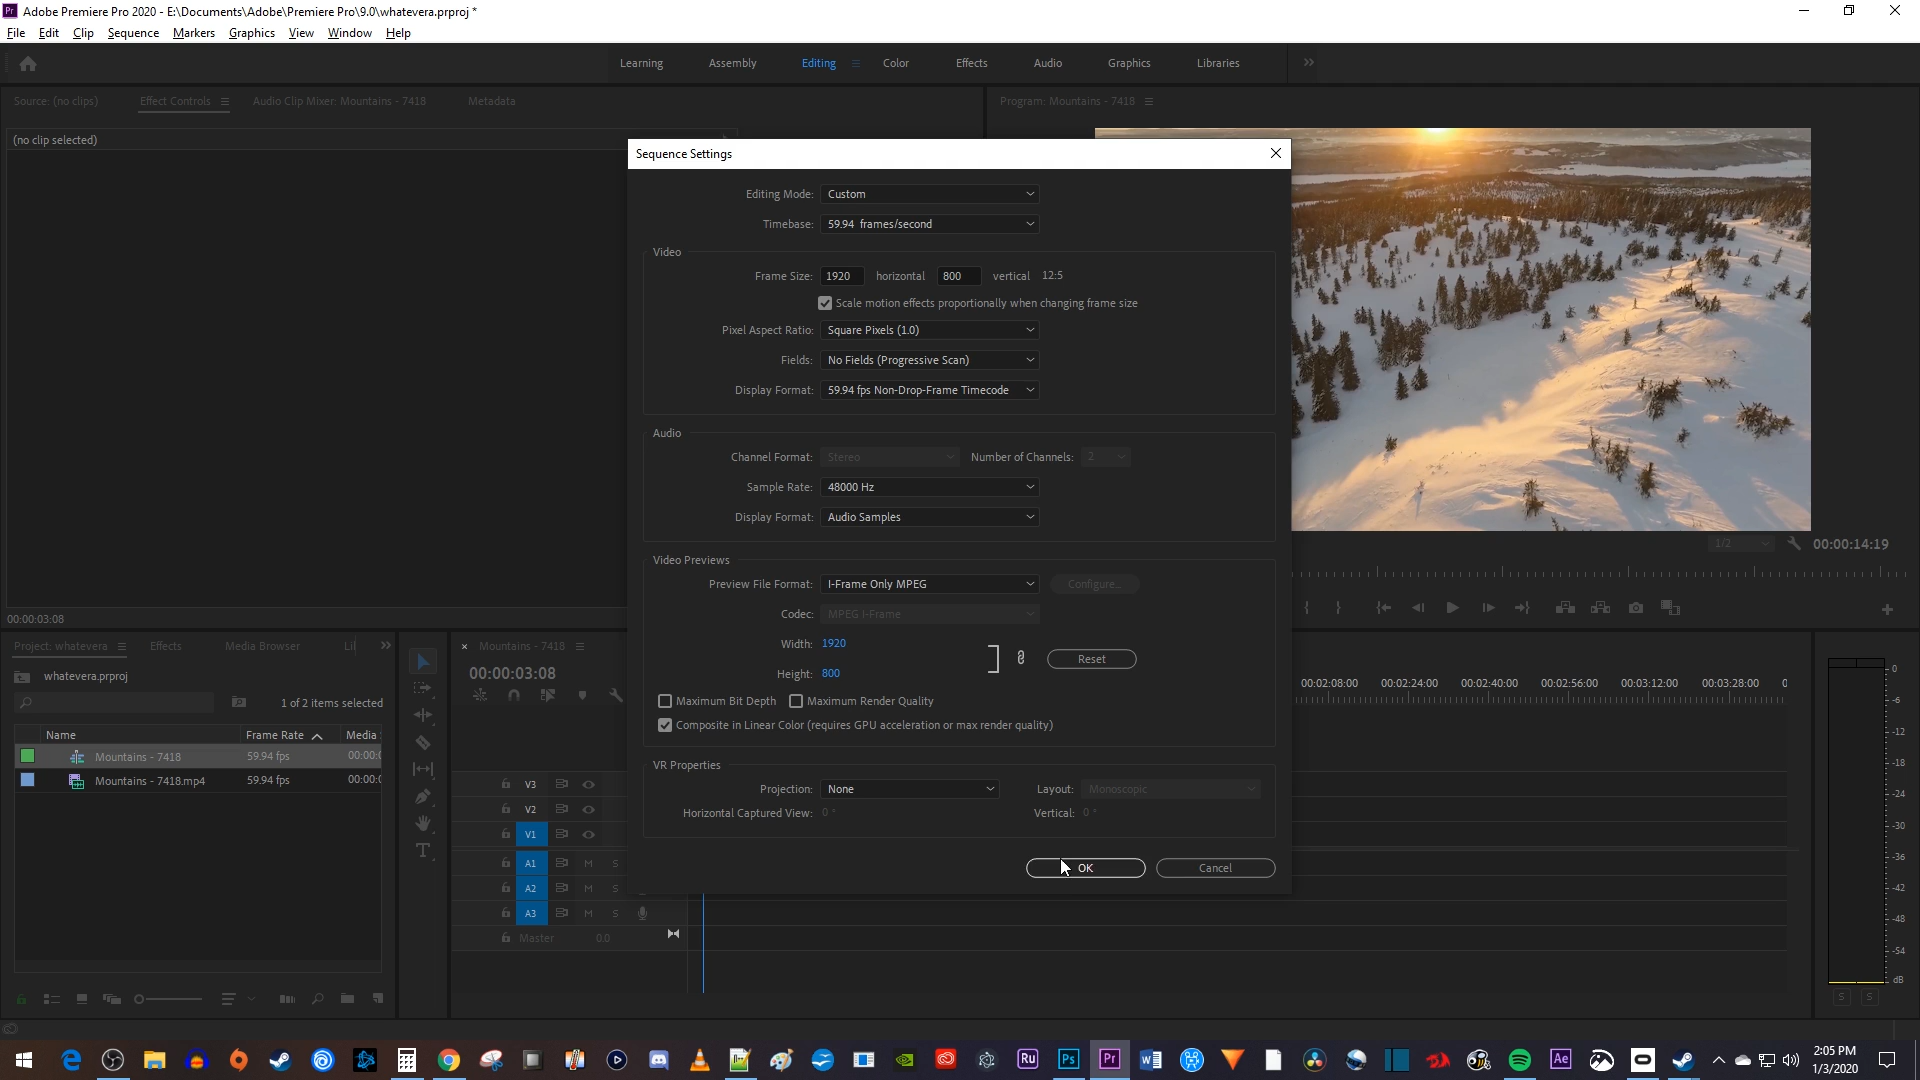 Adobe Premiere Pro 2020 - E:\Documents\Adobe\Premiere Pro\9.0\whatevera.prproj *
File Edit Clip Sequence Markers Graphics View Window Help
Learning Assembly Editing Color Effects Audio Graphics Libraries
Source: (no clips) Effect Controls Audio Clip Mixer: Mountains - 7418 Metadata
Program: Mountains - 7418
(no clip selected)
Sequence Settings
Editing Mode: Custom
Timebase: 59.94 frames/second
Video
Frame Size: 1920 horizontal 800 vertical 12:5
Scale motion effects proportionally when changing frame size
Pixel Aspect Ratio: Square Pixels (1.0)
Fields: No Fields (Progressive Scan)
Display Format: 59.94 fps Non-Drop-Frame Timecode
Audio
Channel Format: Stereo Number of Channels: 2
Sample Rate: 48000 Hz
Display Format: Audio Samples
Video Previews
Preview File Format: I-Frame Only MPEG Configure...
Codec: MPEG I-Frame
Width: 1920
Height: 800
Reset
Maximum Bit Depth Maximum Render Quality
Composite in Linear Color (requires GPU acceleration or max render quality)
VR Properties
Projection: None Layout: Monoscopic
Horizontal Captured View: 0 ° Vertical: 0 °
OK Cancel
1/2 00:00:14:19
00:00:03:08
Project: whatevera Effects Media Browser Li
whatevera.prproj
1 of 2 items selected
Name Frame Rate Media
Mountains - 7418 59.94 fps 00:00:
Mountains - 7418.mp4 59.94 fps 00:00:
× Mountains - 7418
00:00:03:08
00:02:08:00 00:02:24:00 00:02:40:00 00:02:56:00 00:03:12:00 00:03:28:00 0
V3
V2
V1
A1 M S
A2 M S
A3 M S
Master 0.0
0
-6
-12
-18
-24
-30
-36
-42
-48
-54
dB
S S
Pr Ru Ps Pr Ae
2:05 PM
1/3/2020